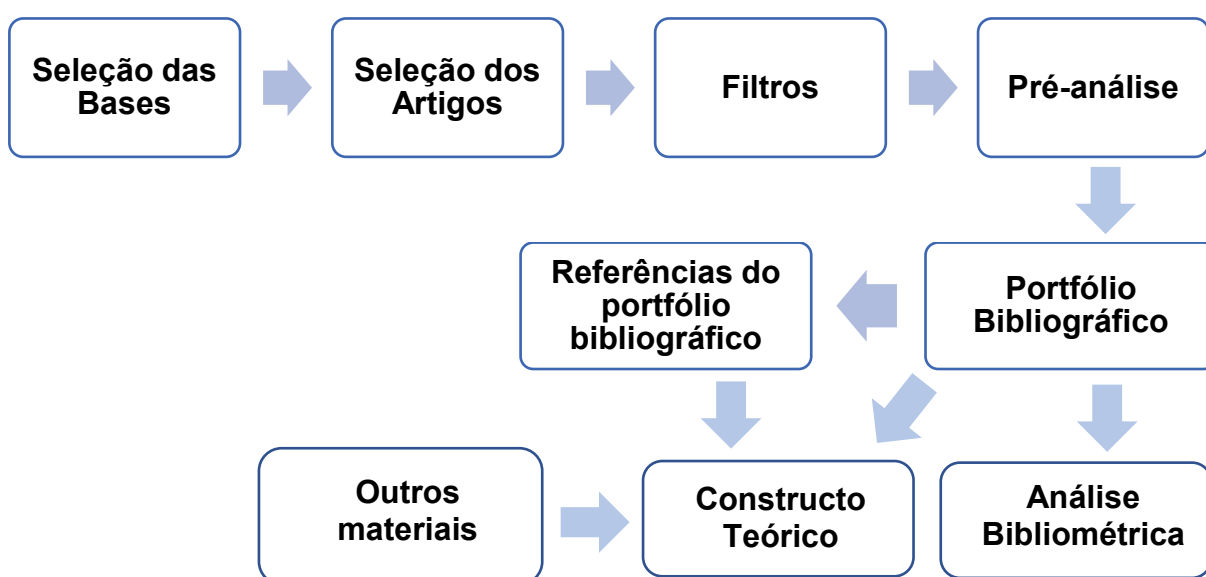 Seleção das
Bases
Seleção dos
Artigos
Filtros
Pré-análise
Referências do
portfólio
bibliográfico
Portfólio
Bibliográfico
Outros
materiais
Constructo
Teórico
Análise
Bibliométrica